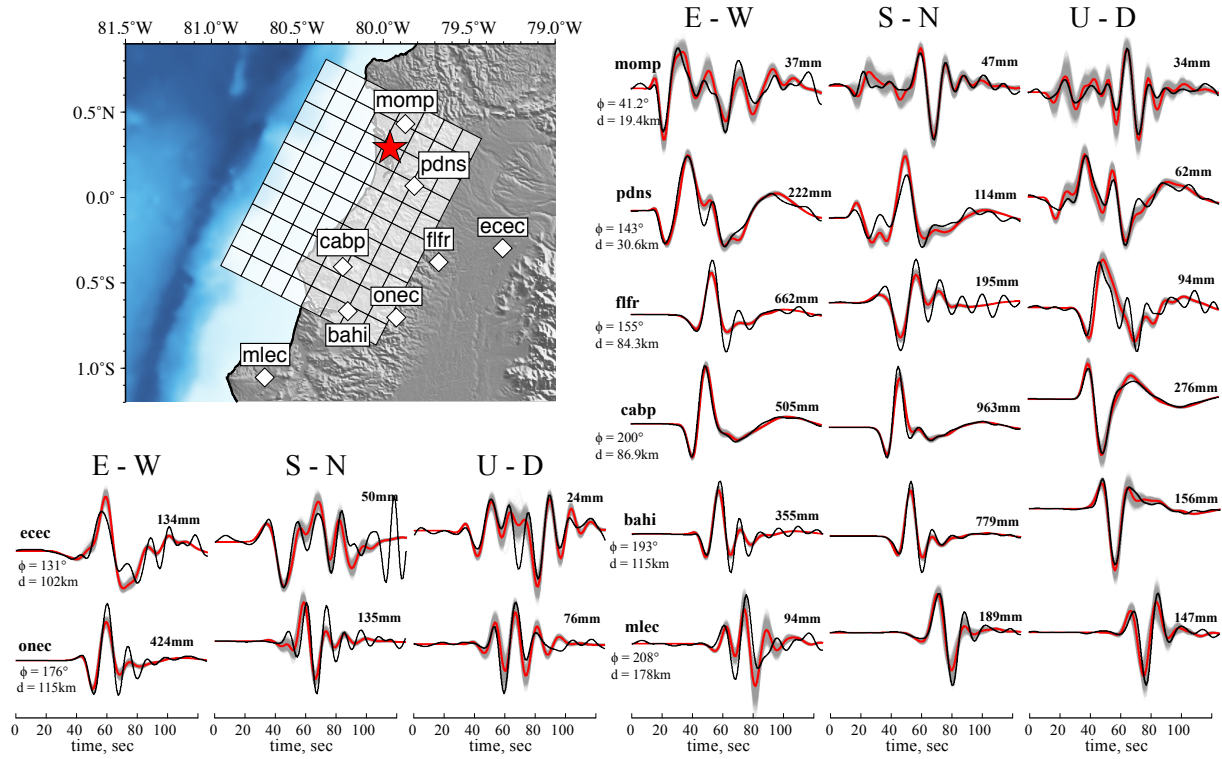 81.5°W 81.0°W 80.5°W 80.0°W 79.5°W 79.0°W
0.5°N
0.0°
0.5°S
1.0°S
momp
pdns
ecec
cabp
flfr
onec
bahi
mlec
E - W S - N U - D
momp 37mm 47mm 34mm
ϕ = 41.2°
d = 19.4km
pdns 222mm 114mm 62mm
ϕ = 143°
d = 30.6km
flfr 662mm 195mm 94mm
ϕ = 155°
d = 84.3km
cabp 505mm 963mm 276mm
ϕ = 200°
d = 86.9km
bahi 355mm 779mm 156mm
ϕ = 193°
d = 115km
mlec 94mm 189mm 147mm
ϕ = 208°
d = 178km
0 20 40 60 80 100 0 20 40 60 80 100 0 20 40 60 80 100
time, sec time, sec time, sec
E - W S - N U - D
ecec 134mm 50mm 24mm
ϕ = 131°
d = 102km
onec 424mm 135mm 76mm
ϕ = 176°
d = 115km
0 20 40 60 80 100 0 20 40 60 80 100 0 20 40 60 80 100
time, sec time, sec time, sec